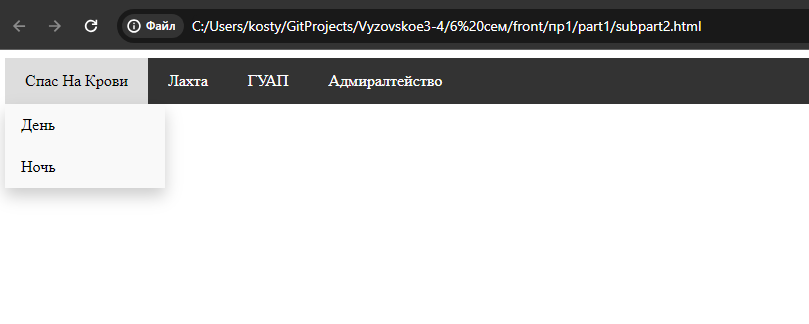 Файл C:/Users/kosty/GitProjects/Vyzovskoe3-4/6%20сем/front/пр1/part1/subpart2.html
Спас На Крови Лахта ГУАП Адмиралтейство
День
Ночь